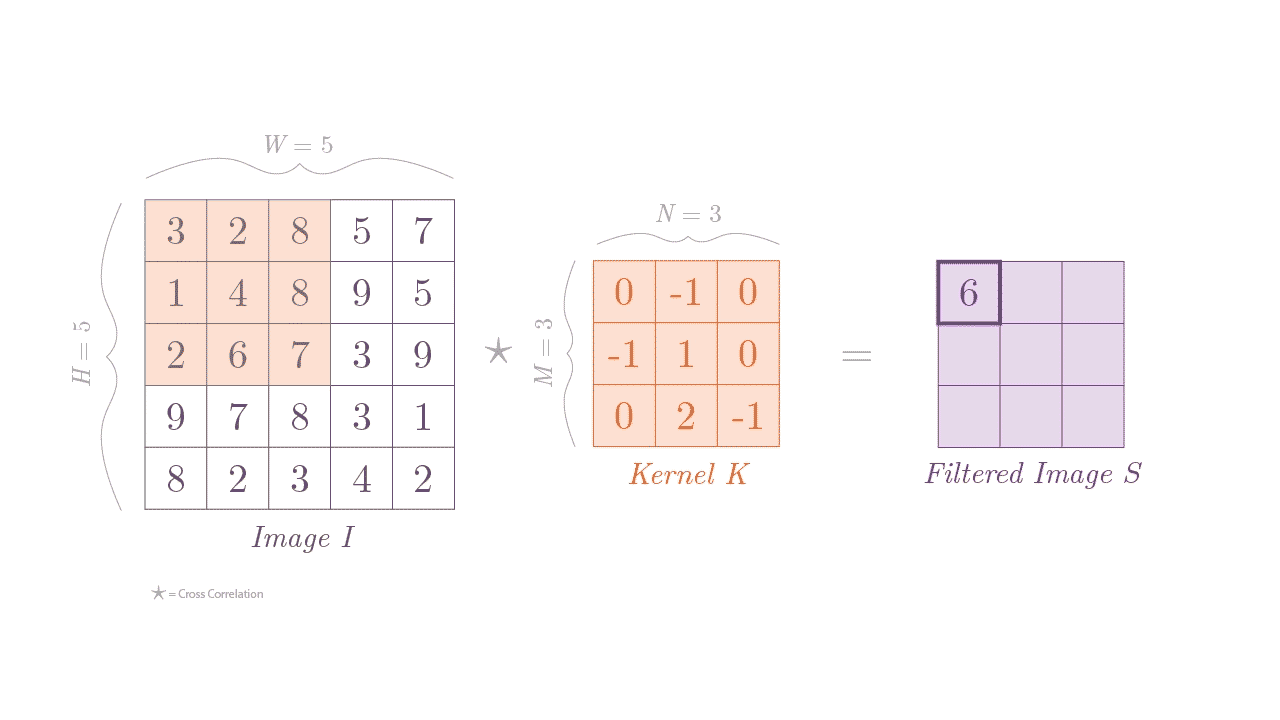 W = 5
H = 5
3 2 8 5 7
1 4 8 9 5
2 6 7 3 9
9 7 8 3 1
8 2 3 4 2
Image I
★
N = 3
M = 3
0 -1 0
-1 1 0
0 2 -1
Kernel K
=
6
Filtered Image S
★ = Cross Correlation